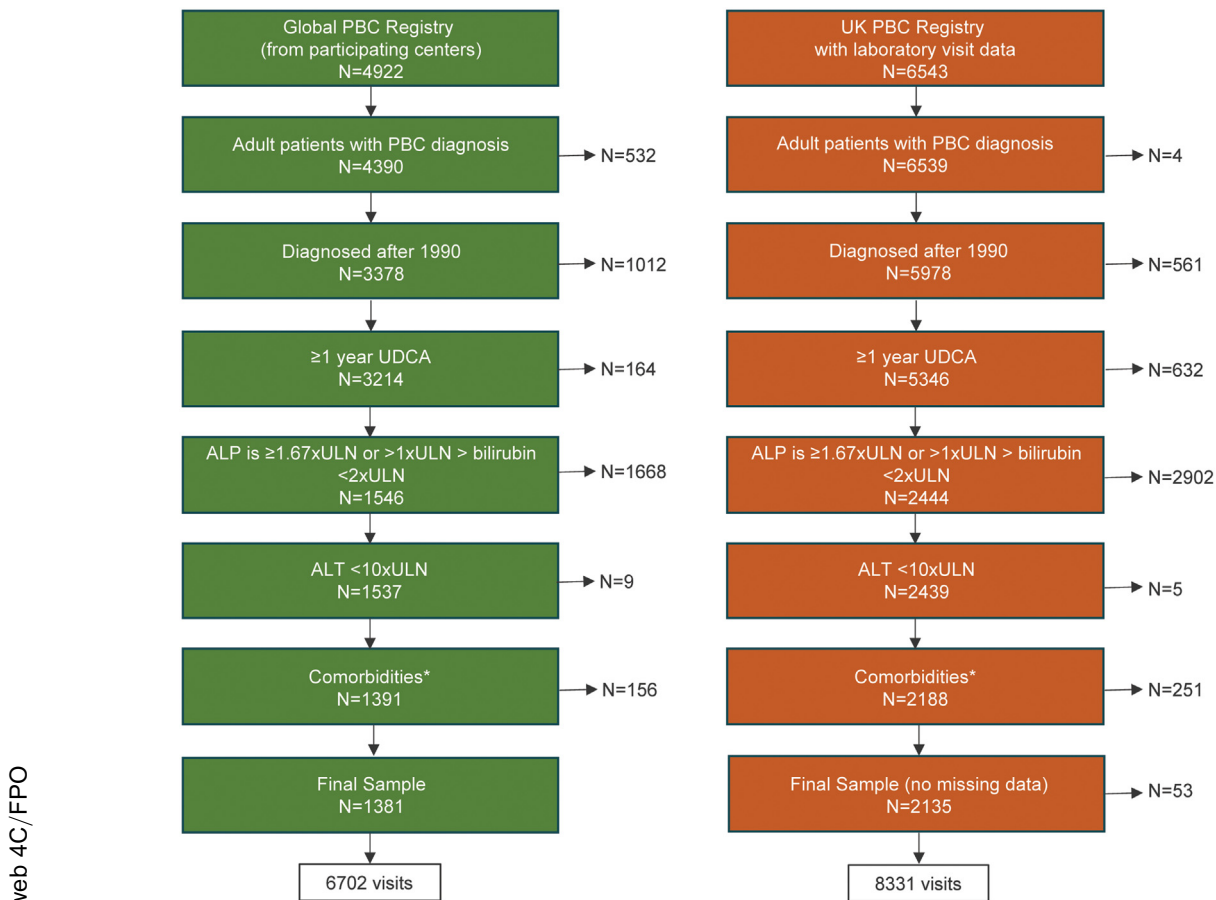 Global PBC Registry
(from participating centers)
N=4922
Adult patients with PBC diagnosis
N=4390
N=532
Diagnosed after 1990
N=3378
N=1012
≥1 year UDCA
N=3214
N=164
ALP is ≥1.67xULN or >1xULN > bilirubin
<2xULN
N=1546
N=1668
ALT <10xULN
N=1537
N=9
Comorbidities*
N=1391
N=156
Final Sample
N=1381
6702 visits
UK PBC Registry
with laboratory visit data
N=6543
Adult patients with PBC diagnosis
N=6539
N=4
Diagnosed after 1990
N=5978
N=561
≥1 year UDCA
N=5346
N=632
ALP is ≥1.67xULN or >1xULN > bilirubin
<2xULN
N=2444
N=2902
ALT <10xULN
N=2439
N=5
Comorbidities*
N=2188
N=251
Final Sample (no missing data)
N=2135
N=53
8331 visits
web 4C/FPO